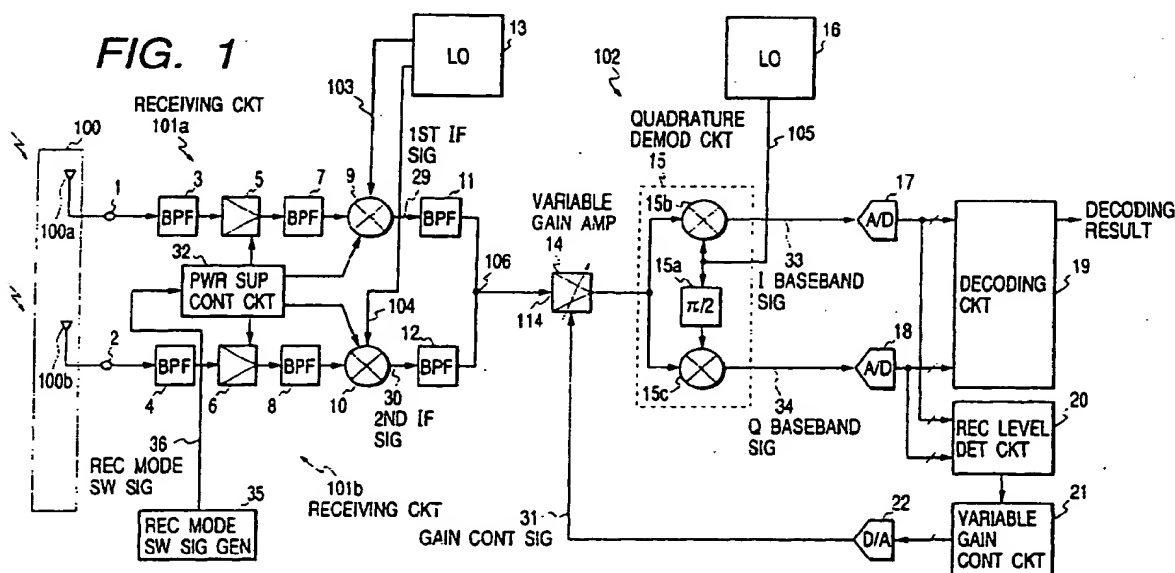 FIG. 1
RECEIVING CKT
101a
100
100a
1
3
BPF
5
7
BPF
9
103
13
LO
1ST IF
SIG
29
11
BPF
106
32
PWR SUP
CONT CKT
104
100b
2
BPF
4
6
BPF
8
10
30
2ND IF
SIG
12
BPF
36
REC MODE
SW SIG
35
REC MODE
SW SIG GEN
101b
RECEIVING CKT
VARIABLE
GAIN AMP
14
114
31
GAIN CONT SIG
102
QUADRATURE
DEMOD CKT
15
15b
15a
π/2
15c
16
LO
105
33
I BASEBAND
SIG
34
Q BASEBAND
SIG
17
A/D
18
A/D
DECODING
CKT
19
DECODING
RESULT
20
REC LEVEL
DET CKT
21
VARIABLE
GAIN
CONT CKT
22
D/A